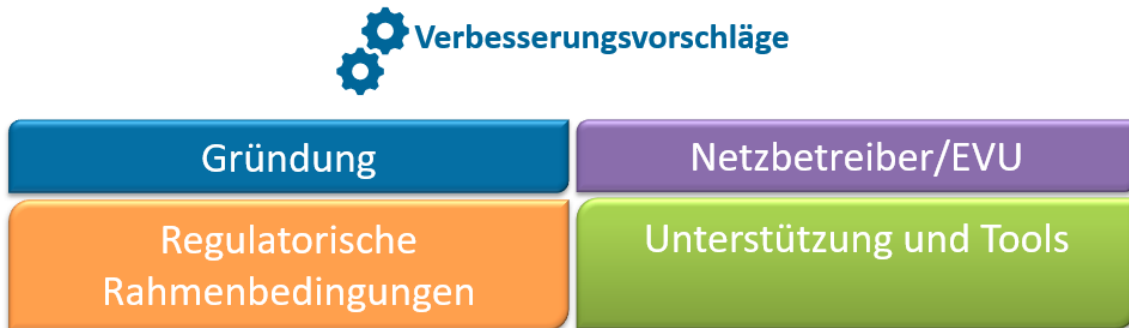 Verbesserungsvorschläge
Gründung
Netzbetreiber/EVU
Regulatorische
Rahmenbedingungen
Unterstützung und Tools